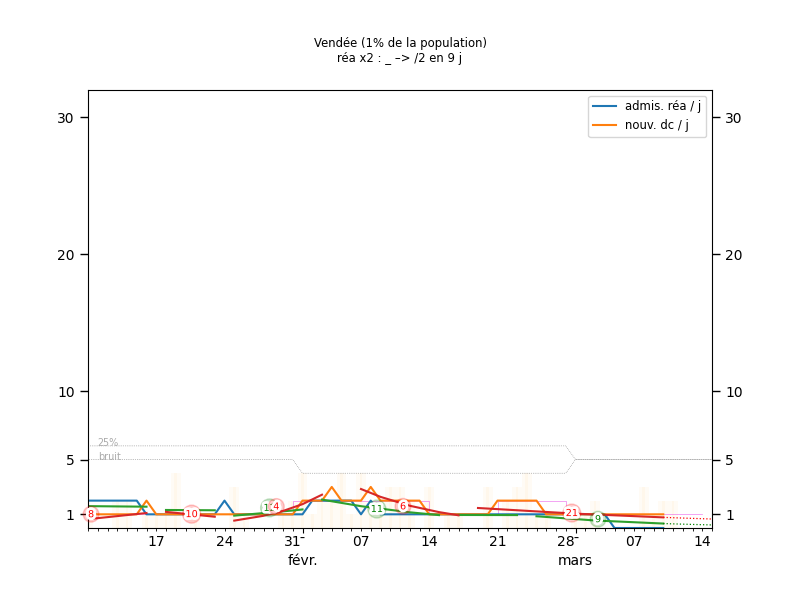 Vendée (1% de la population)
réa x2 : _ –> /2 en 9 j
admis. réa / j
nouv. dc / j
30 30
20 20
10 10
25%
bruit
5 5
1 1
8 10 4 11 6 21 9
17 24 31 07 14 21 28 07 14
févr. mars